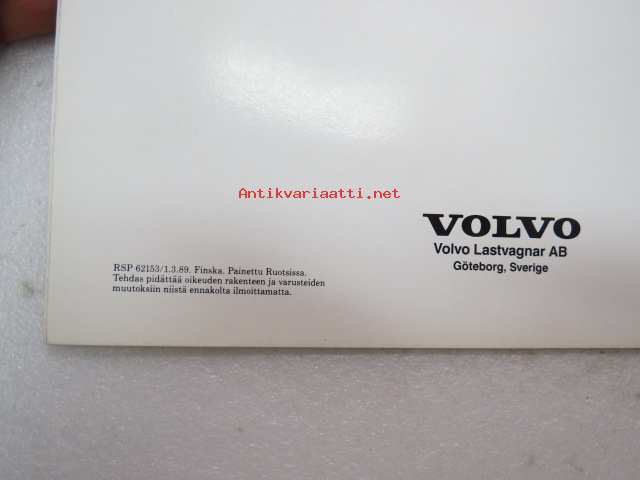 Antikvariaatti.net
VOLVO
Volvo Lastvagnar AB
Göteborg, Sverige
RSP 62153/1.3.89. Finska. Painettu Ruotsissa.
Tehdas pidättää oikeuden rakenteen ja varusteiden
muutoksiin niistä ennakolta ilmoittamatta.